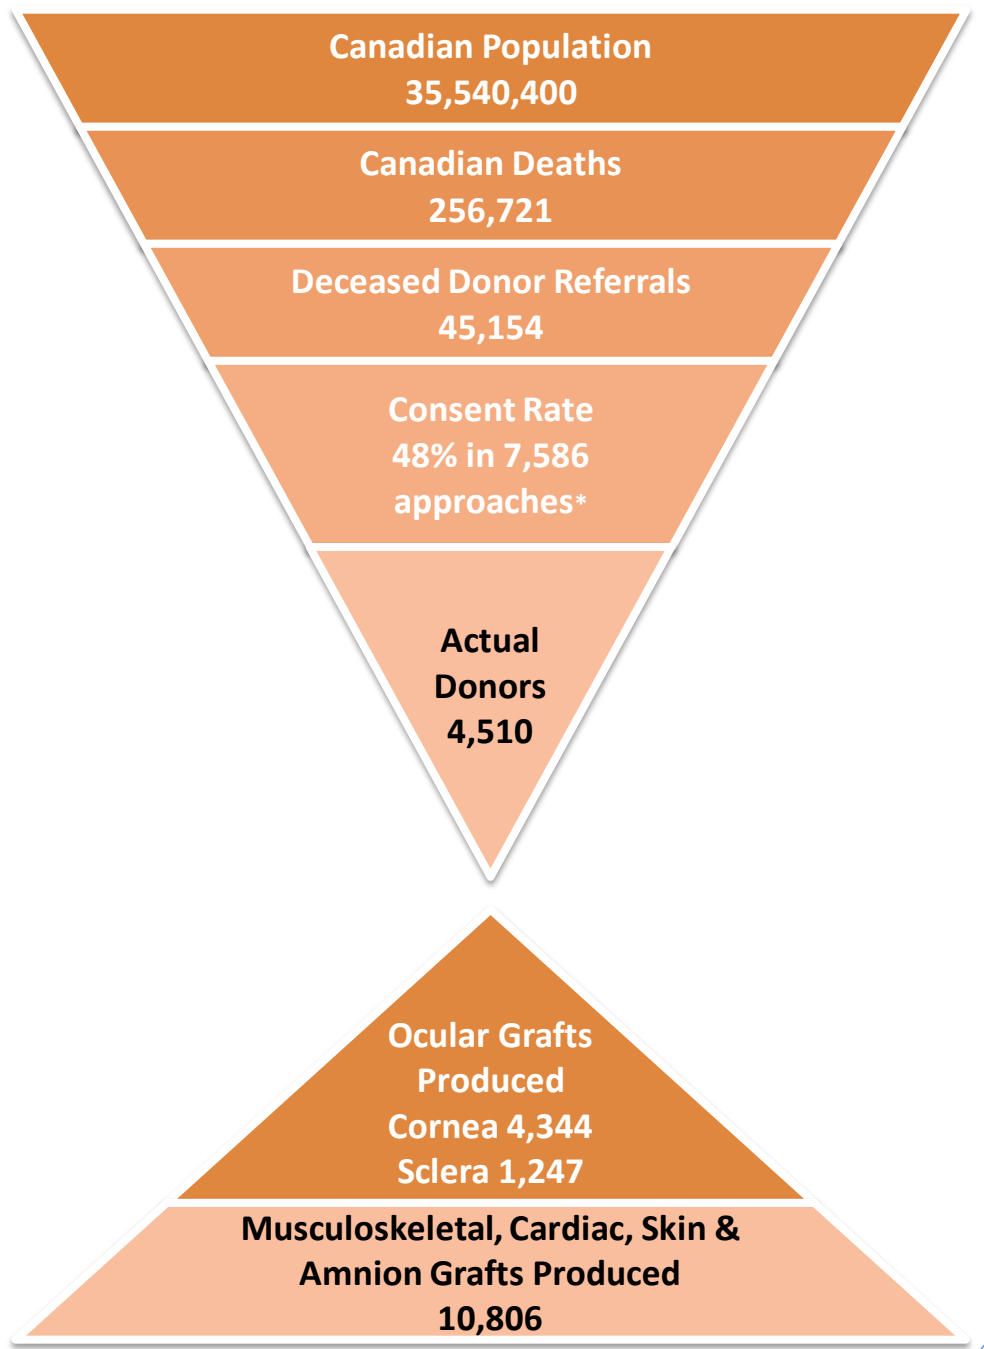 Canadian Population
35,540,400
Canadian Deaths
256,721
Deceased Donor Referrals
45,154
Consent Rate
48% in 7,586
approaches*
Actual
Donors
4,510
Ocular Grafts
Produced
Cornea 4,344
Sclera 1,247
Musculoskeletal, Cardiac, Skin &
Amnion Grafts Produced
10,806